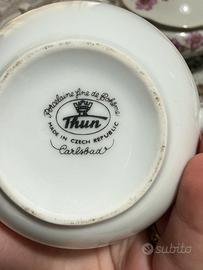 Porcelaine fine de Bohême
Thun
MADE IN CZECH REPUBLIC
Carlsbad
subito